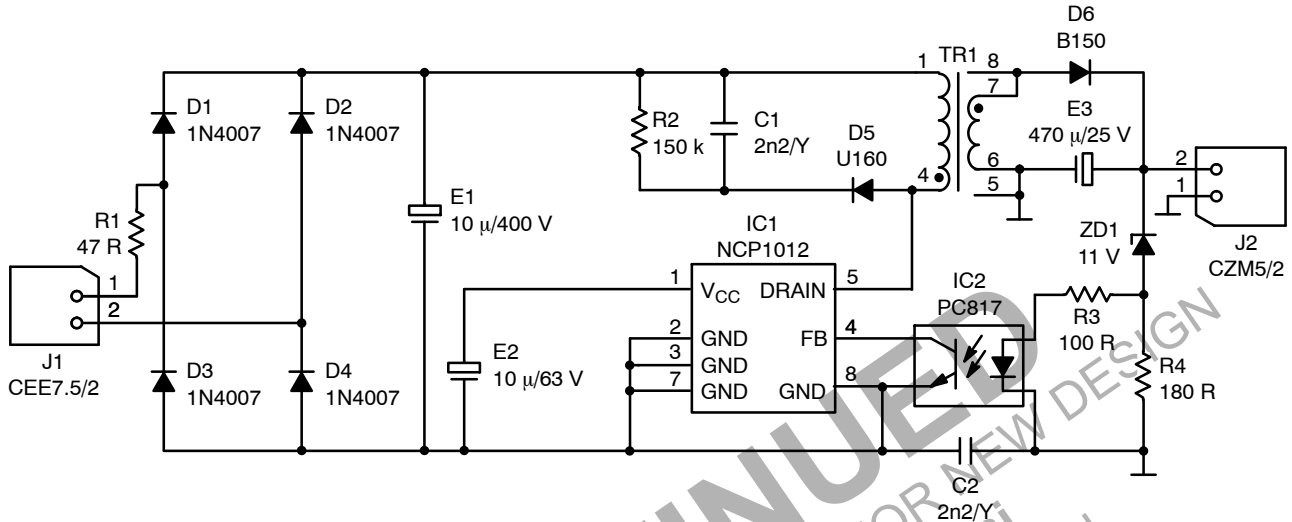 D6
B150
TR1
1
8
7
D1
1N4007
D2
1N4007
R2
150 k
C1
2n2/Y
D5
U160
E3
470 μ/25 V
4
6
5
2
1
J2
CZM5/2
R1
47 R
E1
10 μ/400 V
IC1
NCP1012
ZD1
11 V
1
2
J1
CEE7.5/2
1
VCC
DRAIN
5
IC2
PC817
R3
100 R
2
GND
FB
4
3
GND
7
GND
GND
8
E2
10 μ/63 V
R4
180 R
D3
1N4007
D4
1N4007
C2
2n2/Y
FOR NEW DESIGN